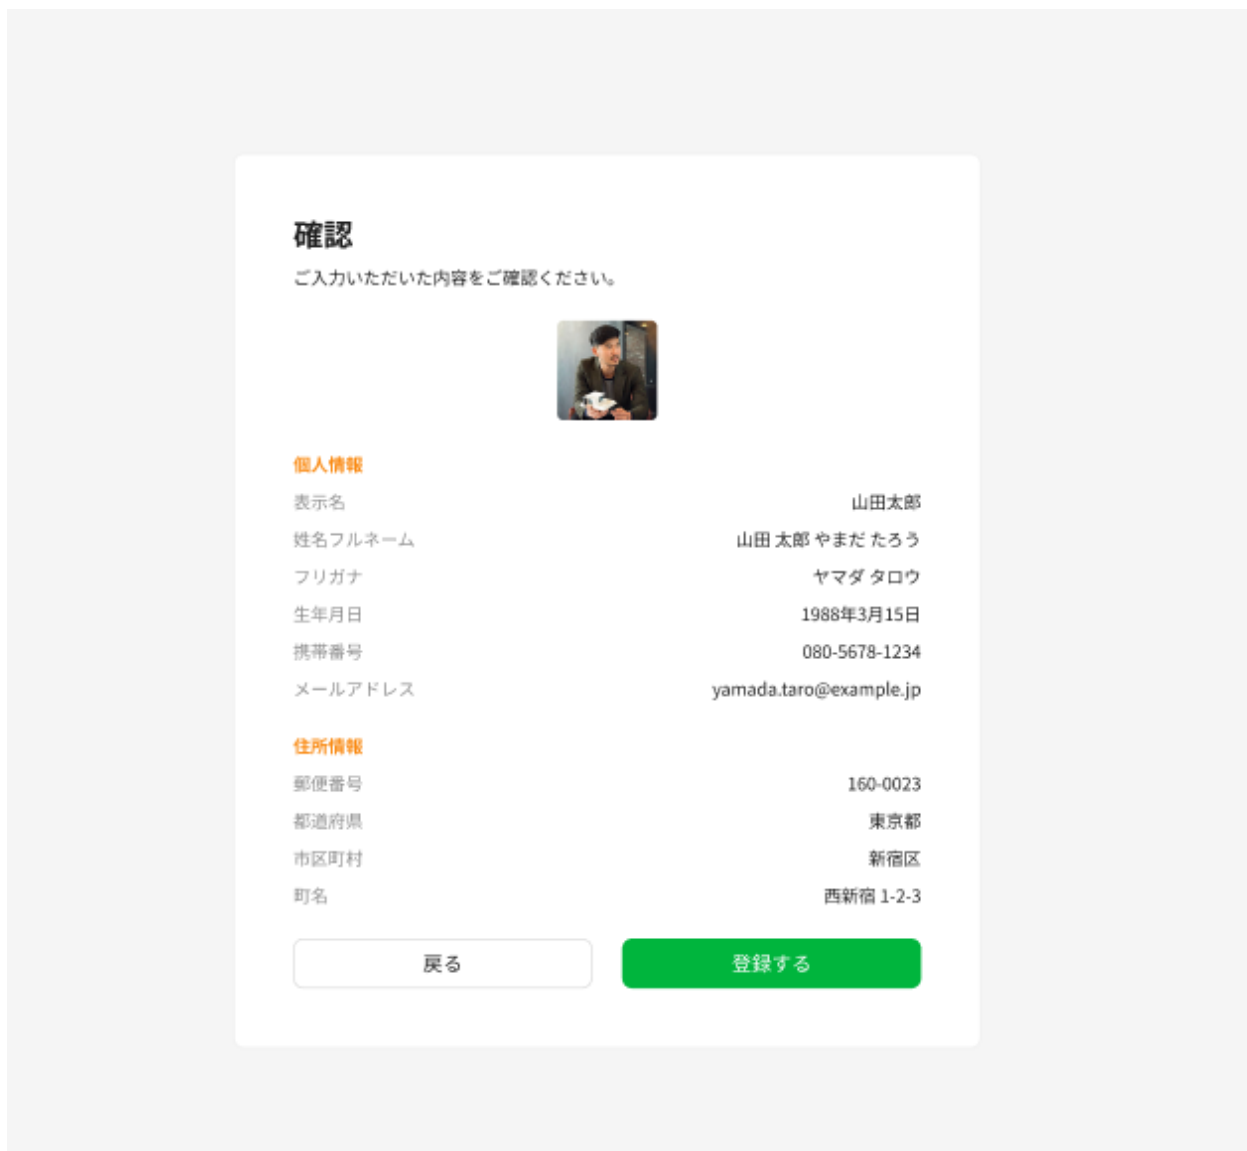 確認
ご入力いただいた内容をご確認ください。
個人情報
表示名 山田太郎
姓名フルネーム 山田 太郎 やまだ たろう
フリガナ ヤマダ タロウ
生年月日 1988年3月15日
携帯番号 080-5678-1234
メールアドレス yamada.taro@example.jp
住所情報
郵便番号 160-0023
都道府県 東京都
市区町村 新宿区
町名 西新宿 1-2-3
戻る 登録する